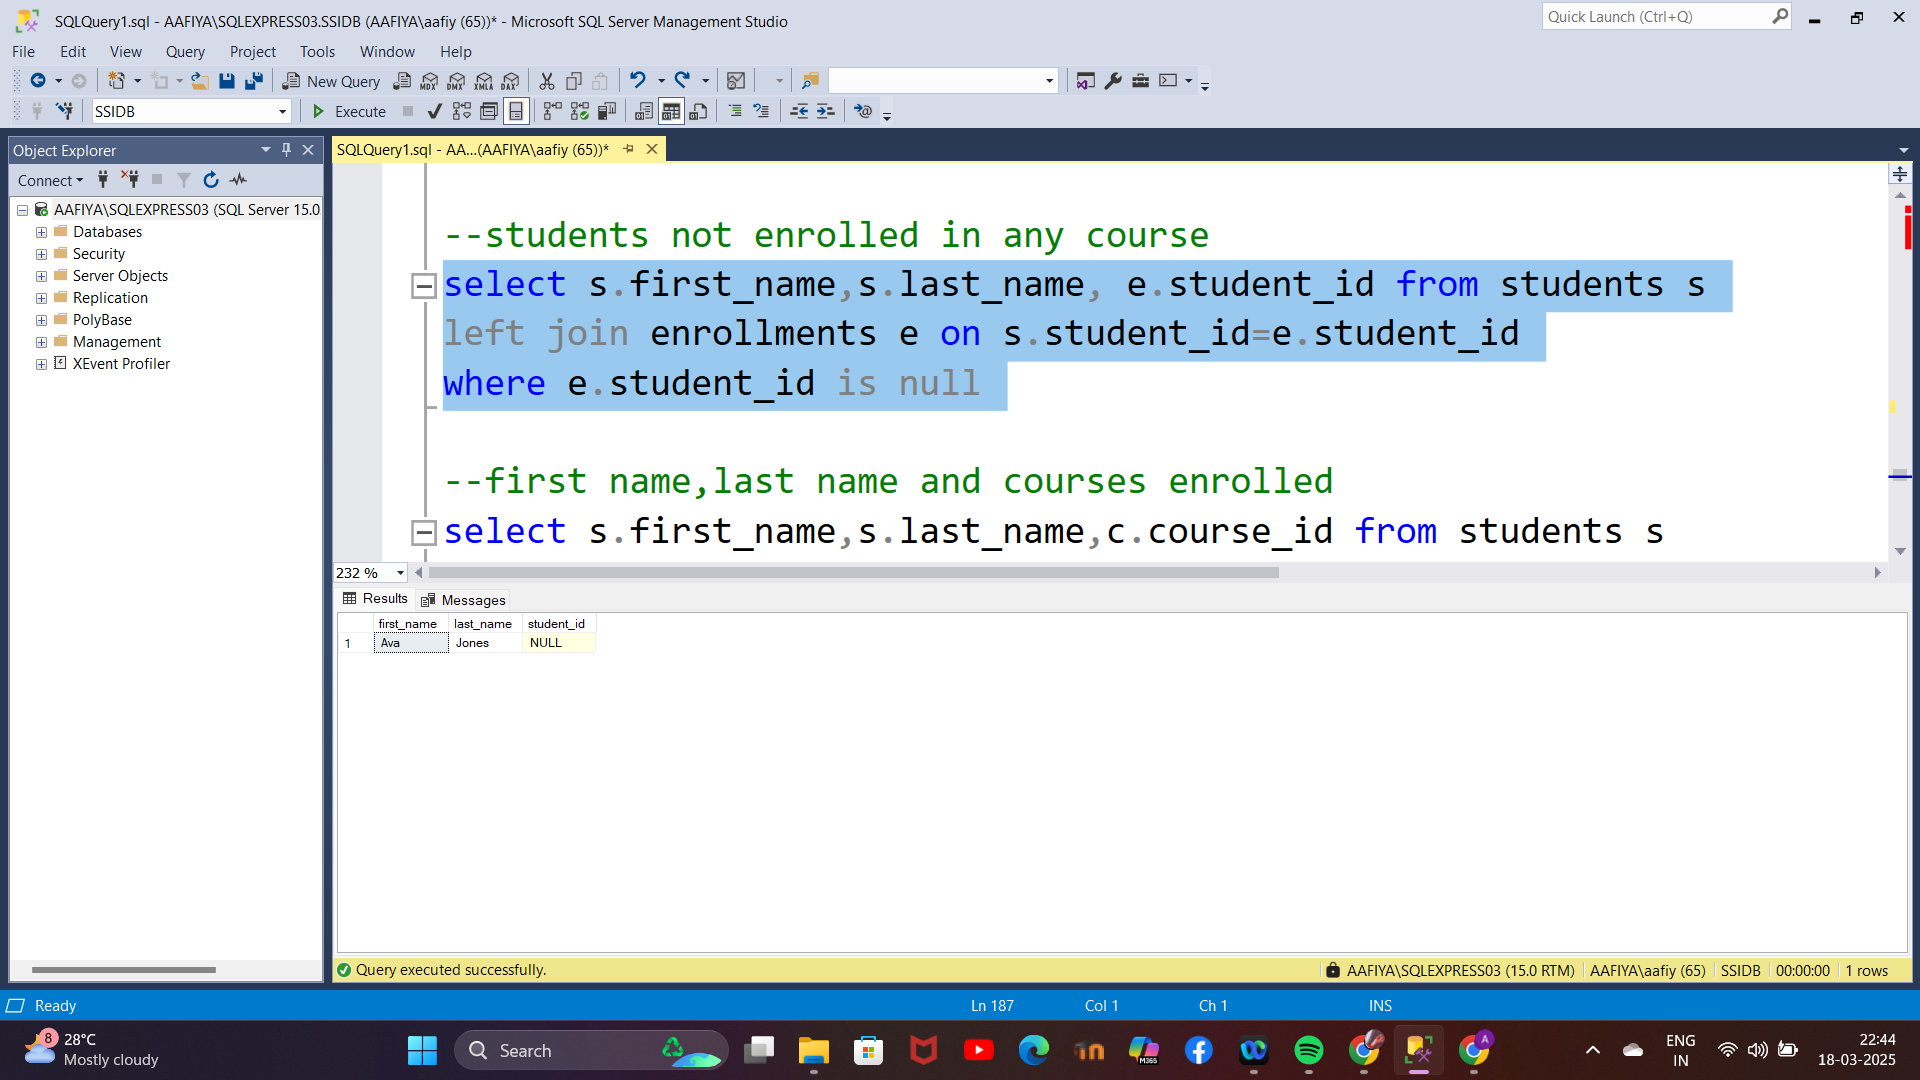 SQLQuery1.sql - AAFIYA\SQLEXPRESS03.SSIDB (AAFIYA\aafiy (65))* - Microsoft SQL Server Management Studio
Quick Launch (Ctrl+Q)
File Edit View Query Project Tools Window Help
New Query MDX DMX XMLA DAX
SSIDB Execute
Object Explorer
Connect
AAFIYA\SQLEXPRESS03 (SQL Server 15.0
Databases
Security
Server Objects
Replication
PolyBase
Management
XEvent Profiler
SQLQuery1.sql - AA...(AAFIYA\aafiy (65))*
--students not enrolled in any course
select s.first_name,s.last_name, e.student_id from students s
left join enrollments e on s.student_id=e.student_id
where e.student_id is null
--first name,last name and courses enrolled
select s.first_name,s.last_name,c.course_id from students s
232 %
Results Messages
first_name last_name student_id
1 Ava Jones NULL
Query executed successfully. AAFIYA\SQLEXPRESS03 (15.0 RTM) AAFIYA\aafiy (65) SSIDB 00:00:00 1 rows
Ready Ln 187 Col 1 Ch 1 INS
8 28°C
Mostly cloudy
Search
M365
A
ENG
IN
22:44
18-03-2025